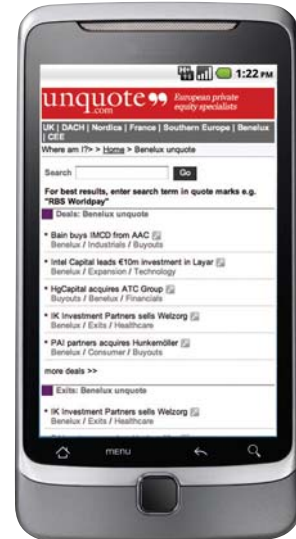 1:22 PM
unquote”
.com
European private
equity specialists
UK | DACH | Nordics | France | Southern Europe | Benelux
| CEE
Where am I?> > Home > Benelux unquote
Search Go
For best results, enter search term in quote marks e.g.
"RBS Worldpay"
Deals: Benelux unquote
• Bain buys IMCD from AAC
Benelux / Industrials / Buyouts
• Intel Capital leads €10m investment in Layar
Benelux / Expansion / Technology
• HgCapital acquires ATC Group
Buyouts / Benelux / Financials
• IK Investment Partners sells Welzorg
Benelux / Exits / Healthcare
• PAI partners acquires Hunkemöller
Benelux / Consumer / Buyouts
more deals >>
Exits: Benelux unquote
• IK Investment Partners sells Welzorg
Benelux / Exits / Healthcare
MENU